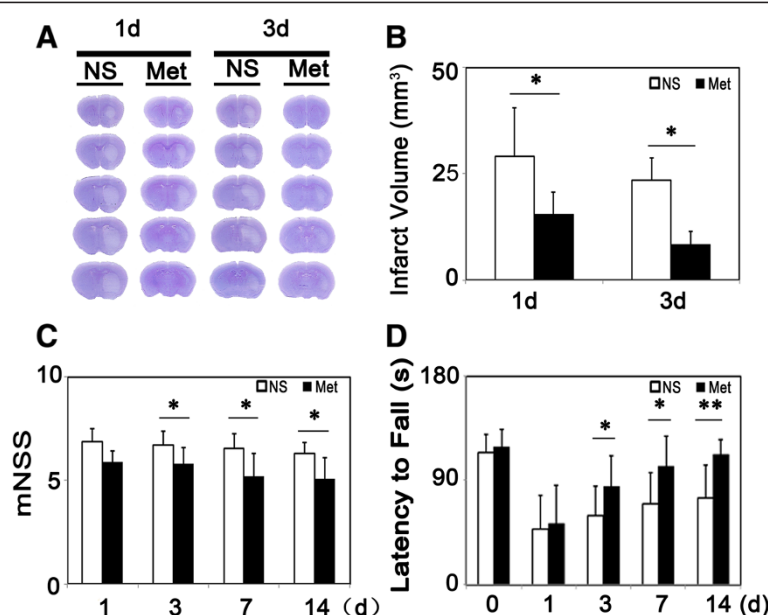 A
1d 3d
NS Met NS Met
B
Infarct Volume (mm³)
50
25
0
NS Met
*
*
1d 3d
C
mNSS
10
5
0
NS Met
* * *
1 3 7 14 (d)
D
Latency to Fall (s)
180
90
0
NS Met
* * **
0 1 3 7 14 (d)